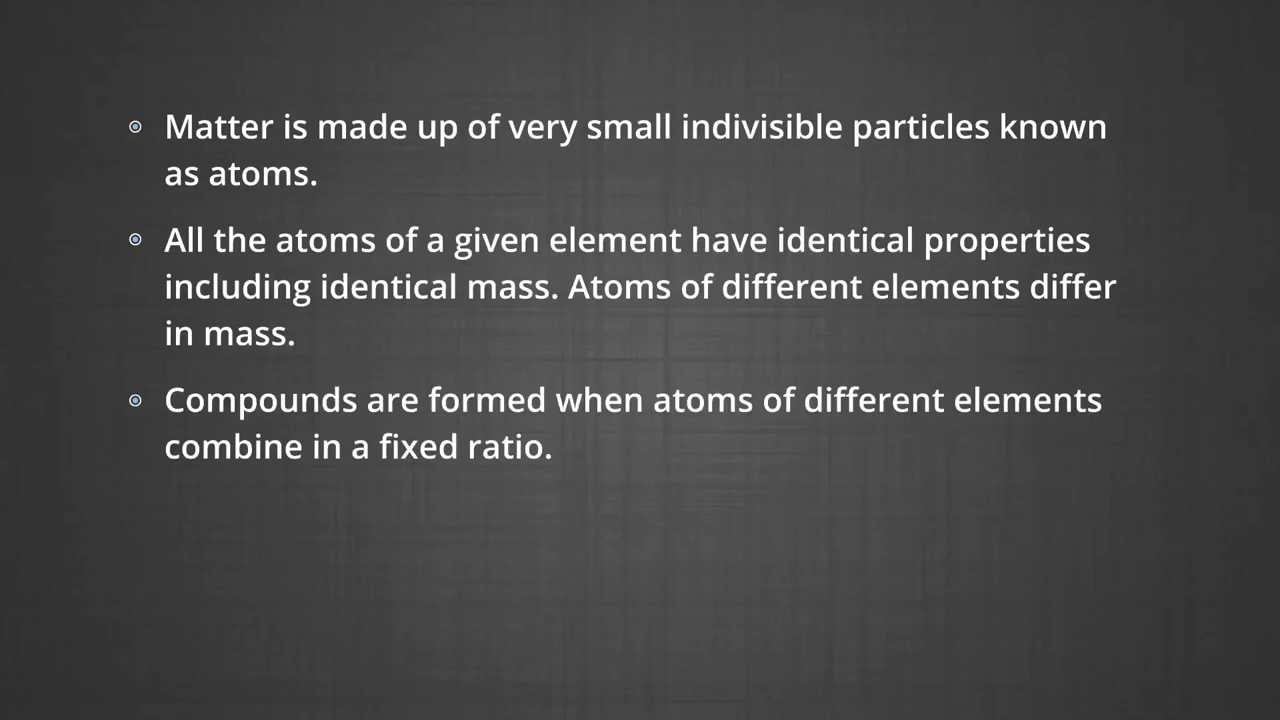 Matter is made up of very small indivisible particles known
as atoms.
All the atoms of a given element have identical properties
including identical mass. Atoms of different elements differ
in mass.
Compounds are formed when atoms of different elements
combine in a fixed ratio.